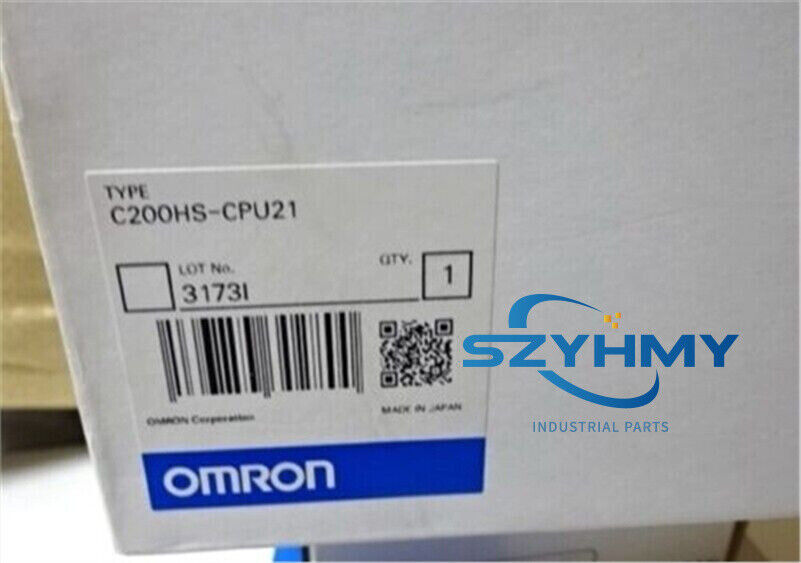 TYPE
C200HS-CPU21
LOT No.
3173I
QTY.
1
OMRON Corporation
MADE IN JAPAN
OMRON
SZYHMY
INDUSTRIAL PARTS